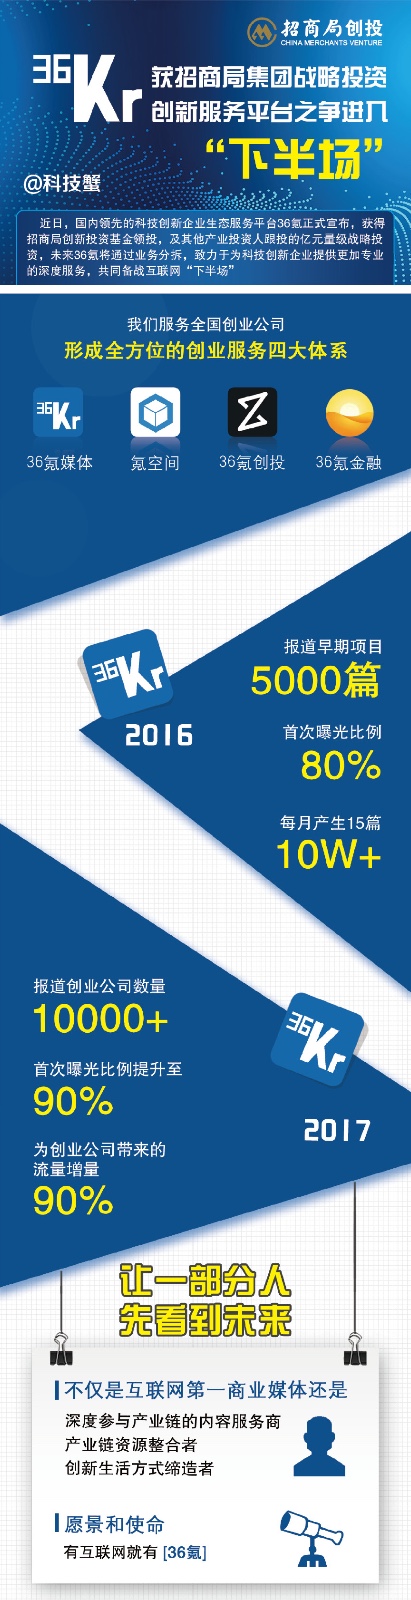 招商局创投
CHINA MERCHANTS VENTURE
36Kr
获招商局集团战略投资
创新服务平台之争进入
“下半场”
@科技蟹
近日，国内领先的科技创新企业生态服务平台36氪正式宣布，获得
招商局创新投资基金领投，及其他产业投资人跟投的亿元量级战略投
资，未来36氪将通过业务分拆，致力于为科技创新企业提供更加专业
的深度服务，共同备战互联网“下半场”
我们服务全国创业公司
形成全方位的创业服务四大体系
36Kr
36氪媒体
氪空间
36氪创投
36氪金融
36Kr
2016
报道早期项目
5000篇
首次曝光比例
80%
每月产生15篇
10W+
报道创业公司数量
10000+
首次曝光比例提升至
90%
为创业公司带来的
流量增量
90%
36Kr
2017
让一部分人
先看到未来
不仅是互联网第一商业媒体还是
深度参与产业链的内容服务商
产业链资源整合者
创新生活方式缔造者
愿景和使命
有互联网就有 [36氪]